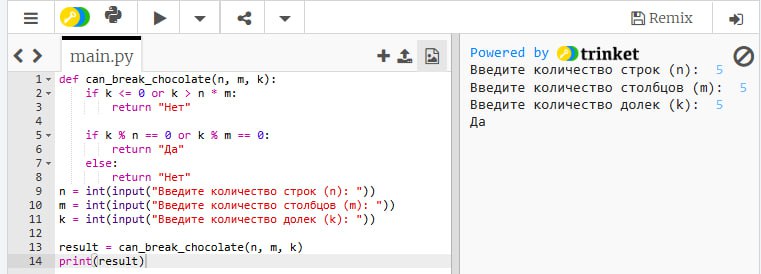 Remix
main.py
1 def can_break_chocolate(n, m, k):
2     if k <= 0 or k > n * m:
3         return "Нет"
4
5     if k % n == 0 or k % m == 0:
6         return "Да"
7     else:
8         return "Нет"
9 n = int(input("Введите количество строк (n): "))
10 m = int(input("Введите количество столбцов (m): "))
11 k = int(input("Введите количество долек (k): "))
12
13 result = can_break_chocolate(n, m, k)
14 print(result)
Powered by trinket
Введите количество строк (n): 5
Введите количество столбцов (m): 5
Введите количество долек (k): 5
Да